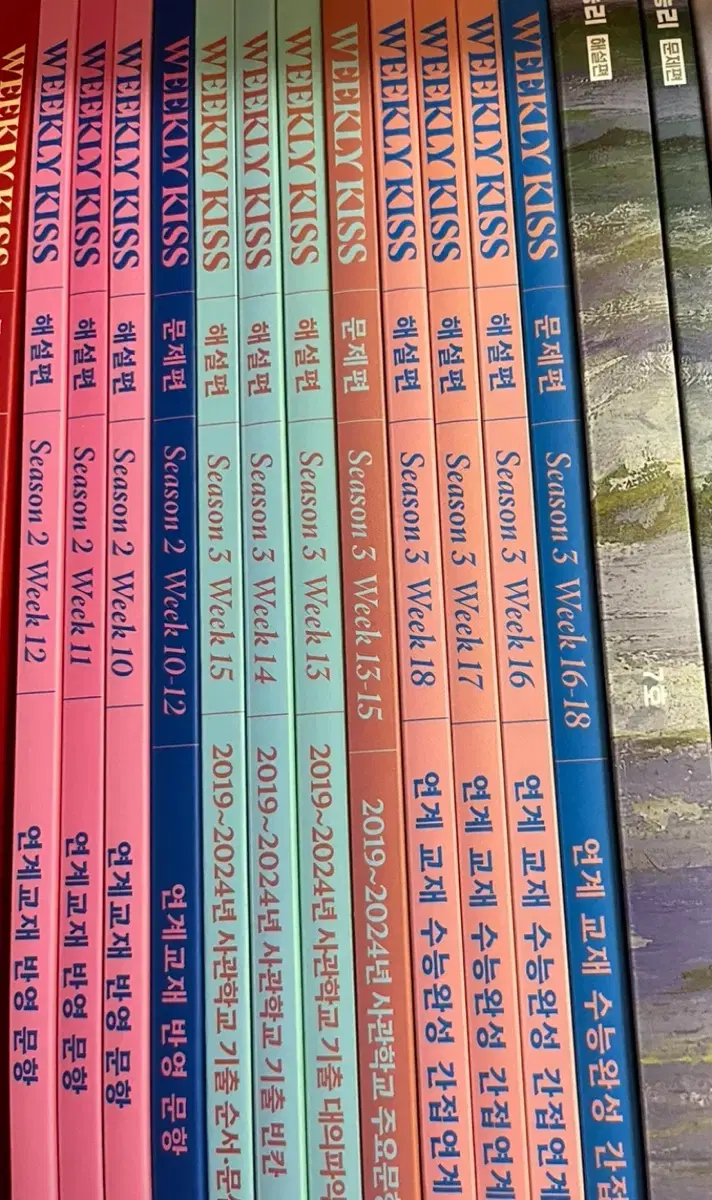 WEEKLY KISS
WEEKLY KISS 해설편 Season 2 Week 12 연계교재 반영 문항
WEEKLY KISS 해설편 Season 2 Week 11 연계교재 반영 문항
WEEKLY KISS 해설편 Season 2 Week 10 연계교재 반영 문항
WEEKLY KISS 문제편 Season 2 Week 10-12 연계교재 반영 문항
WEEKLY KISS 해설편 Season 3 Week 15 2019~2024년 사관학교 기출 순서·문
WEEKLY KISS 해설편 Season 3 Week 14 2019~2024년 사관학교 기출 빈칸
WEEKLY KISS 해설편 Season 3 Week 13 2019~2024년 사관학교 기출 대의파악
WEEKLY KISS 문제편 Season 3 Week 13-15 2019~2024년 사관학교 주요문항
WEEKLY KISS 해설편 Season 3 Week 18 연계 교재 수능완성 간접연계
WEEKLY KISS 해설편 Season 3 Week 17 연계 교재 수능완성 간접연계
WEEKLY KISS 해설편 Season 3 Week 16 연계 교재 수능완성 간접연계
WEEKLY KISS 문제편 Season 3 Week 16-18 연계 교재 수능완성 간접
해설편 7호
문제편